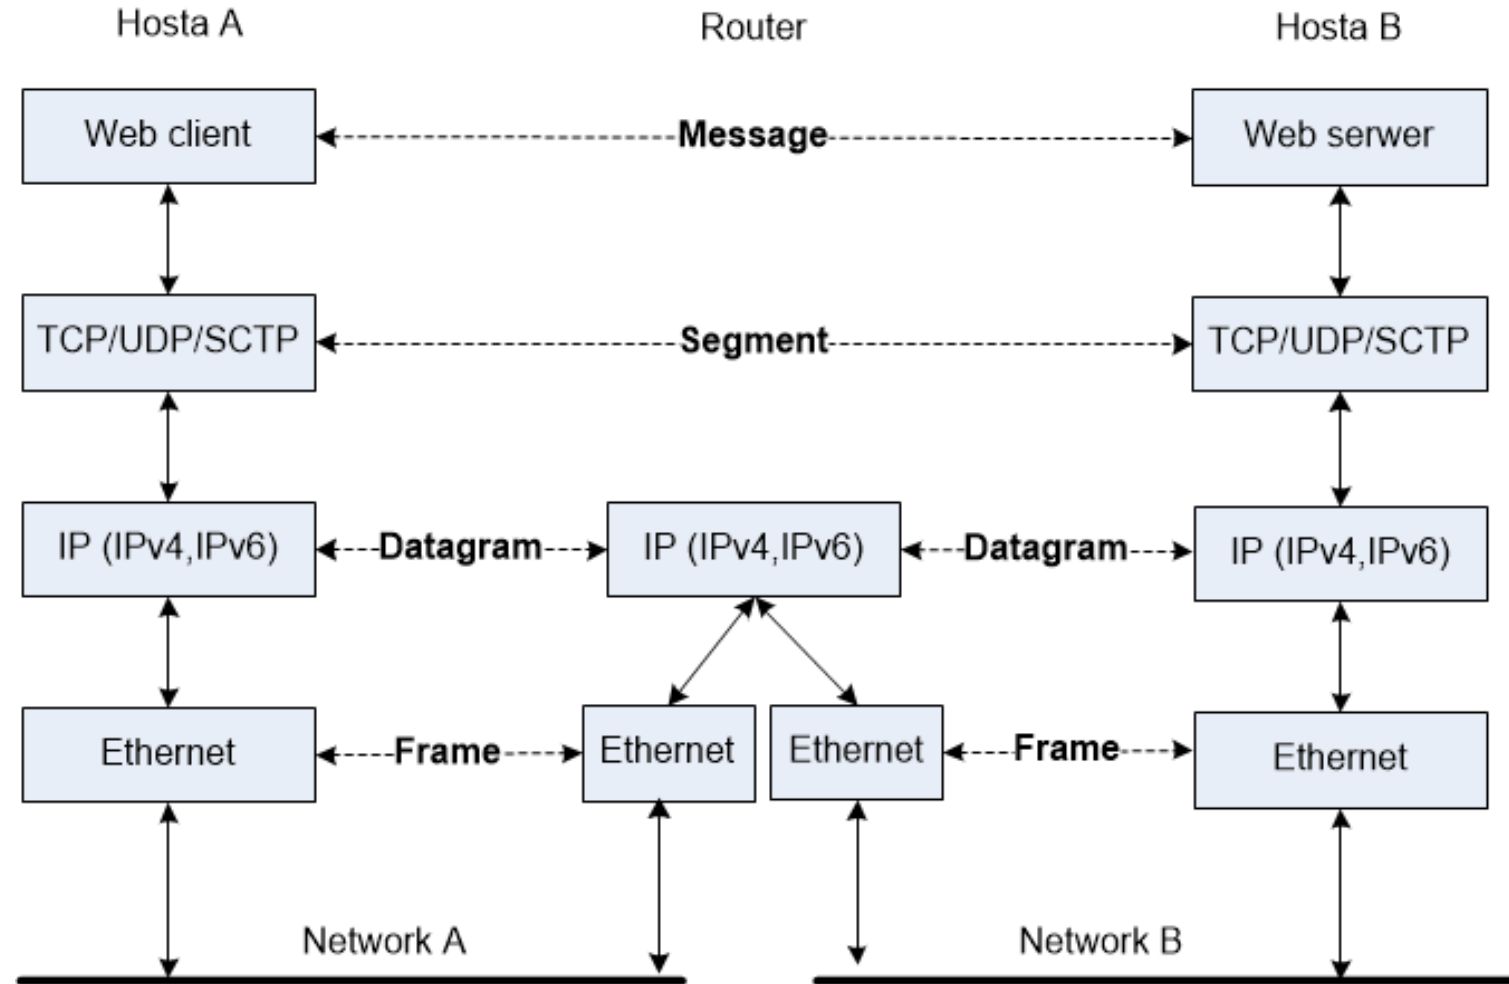 Hosta A
Router
Hosta B
Web client
Message
Web serwer
TCP/UDP/SCTP
Segment
TCP/UDP/SCTP
IP (IPv4,IPv6)
Datagram
IP (IPv4,IPv6)
Datagram
IP (IPv4,IPv6)
Ethernet
Frame
Ethernet
Ethernet
Frame
Ethernet
Network A
Network B